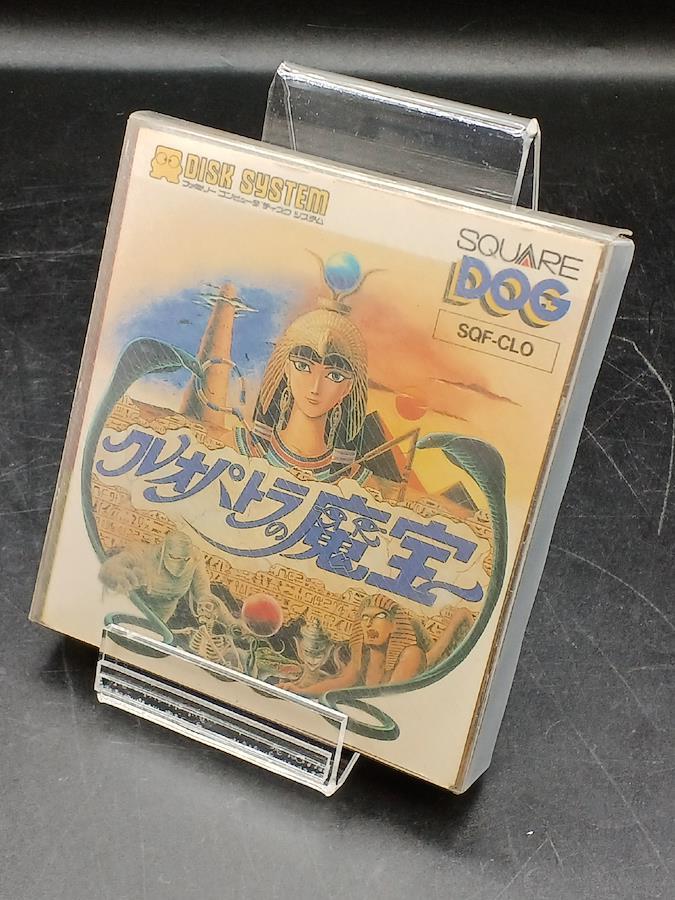 DISK SYSTEM
ファミリー コンピュータ ディスク システム
SQUARE
DOG
SQF-CLO
クレオパトラの魔宝